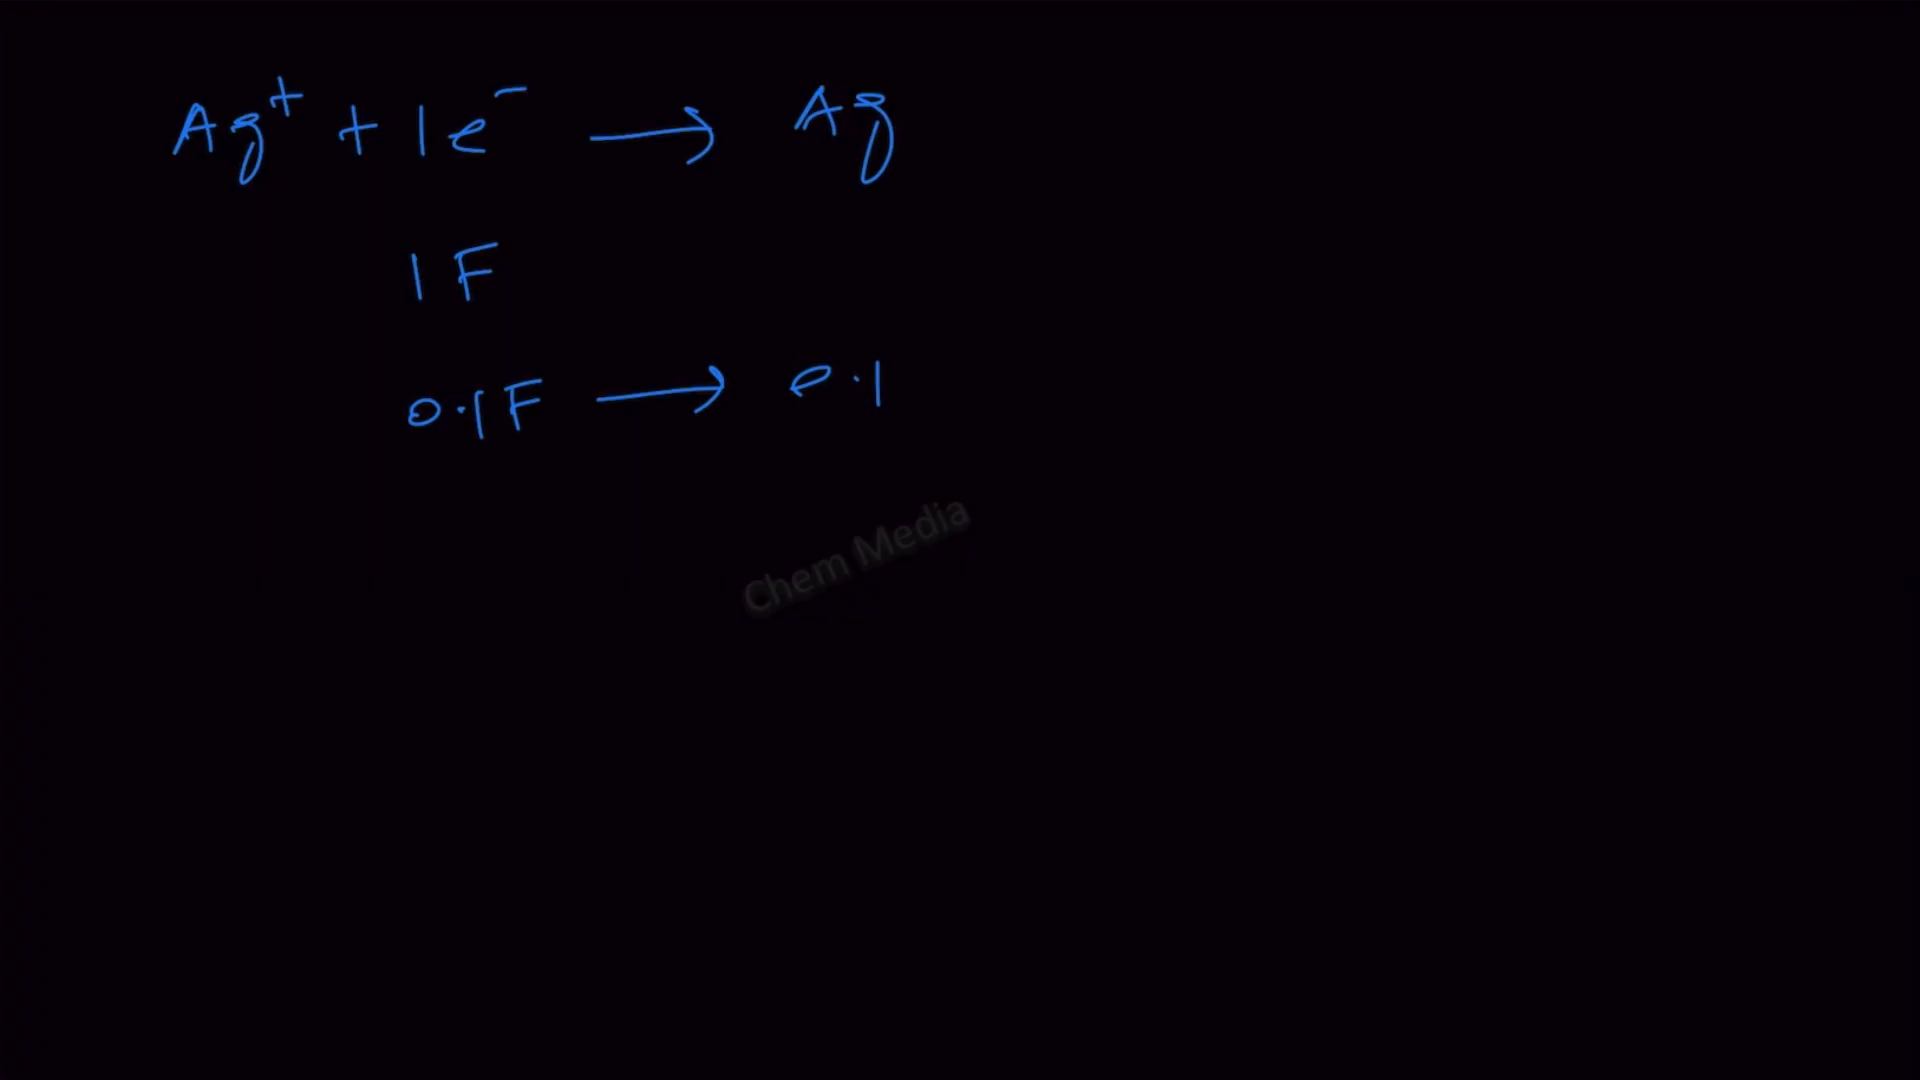 Ag⁺ + 1e⁻ → Ag
1F
0.1F → 0.1
Chem Media